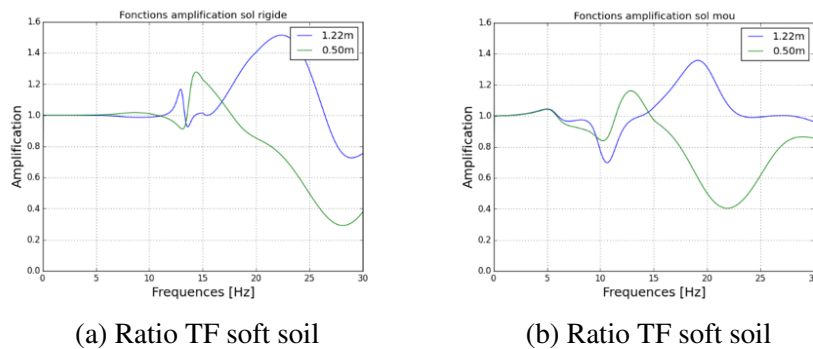 Fonctions amplification sol rigide
1.6
1.4
1.2
1.0
0.8
0.6
0.4
0.2
0.0
Amplification
1.22m
0.50m
0 5 10 15 20 25 30
Frequences [Hz]
(a) Ratio TF soft soil
Fonctions amplification sol mou
1.6
1.4
1.2
1.0
0.8
0.6
0.4
0.2
0.0
Amplification
1.22m
0.50m
0 5 10 15 20 25 30
Frequences [Hz]
(b) Ratio TF soft soil